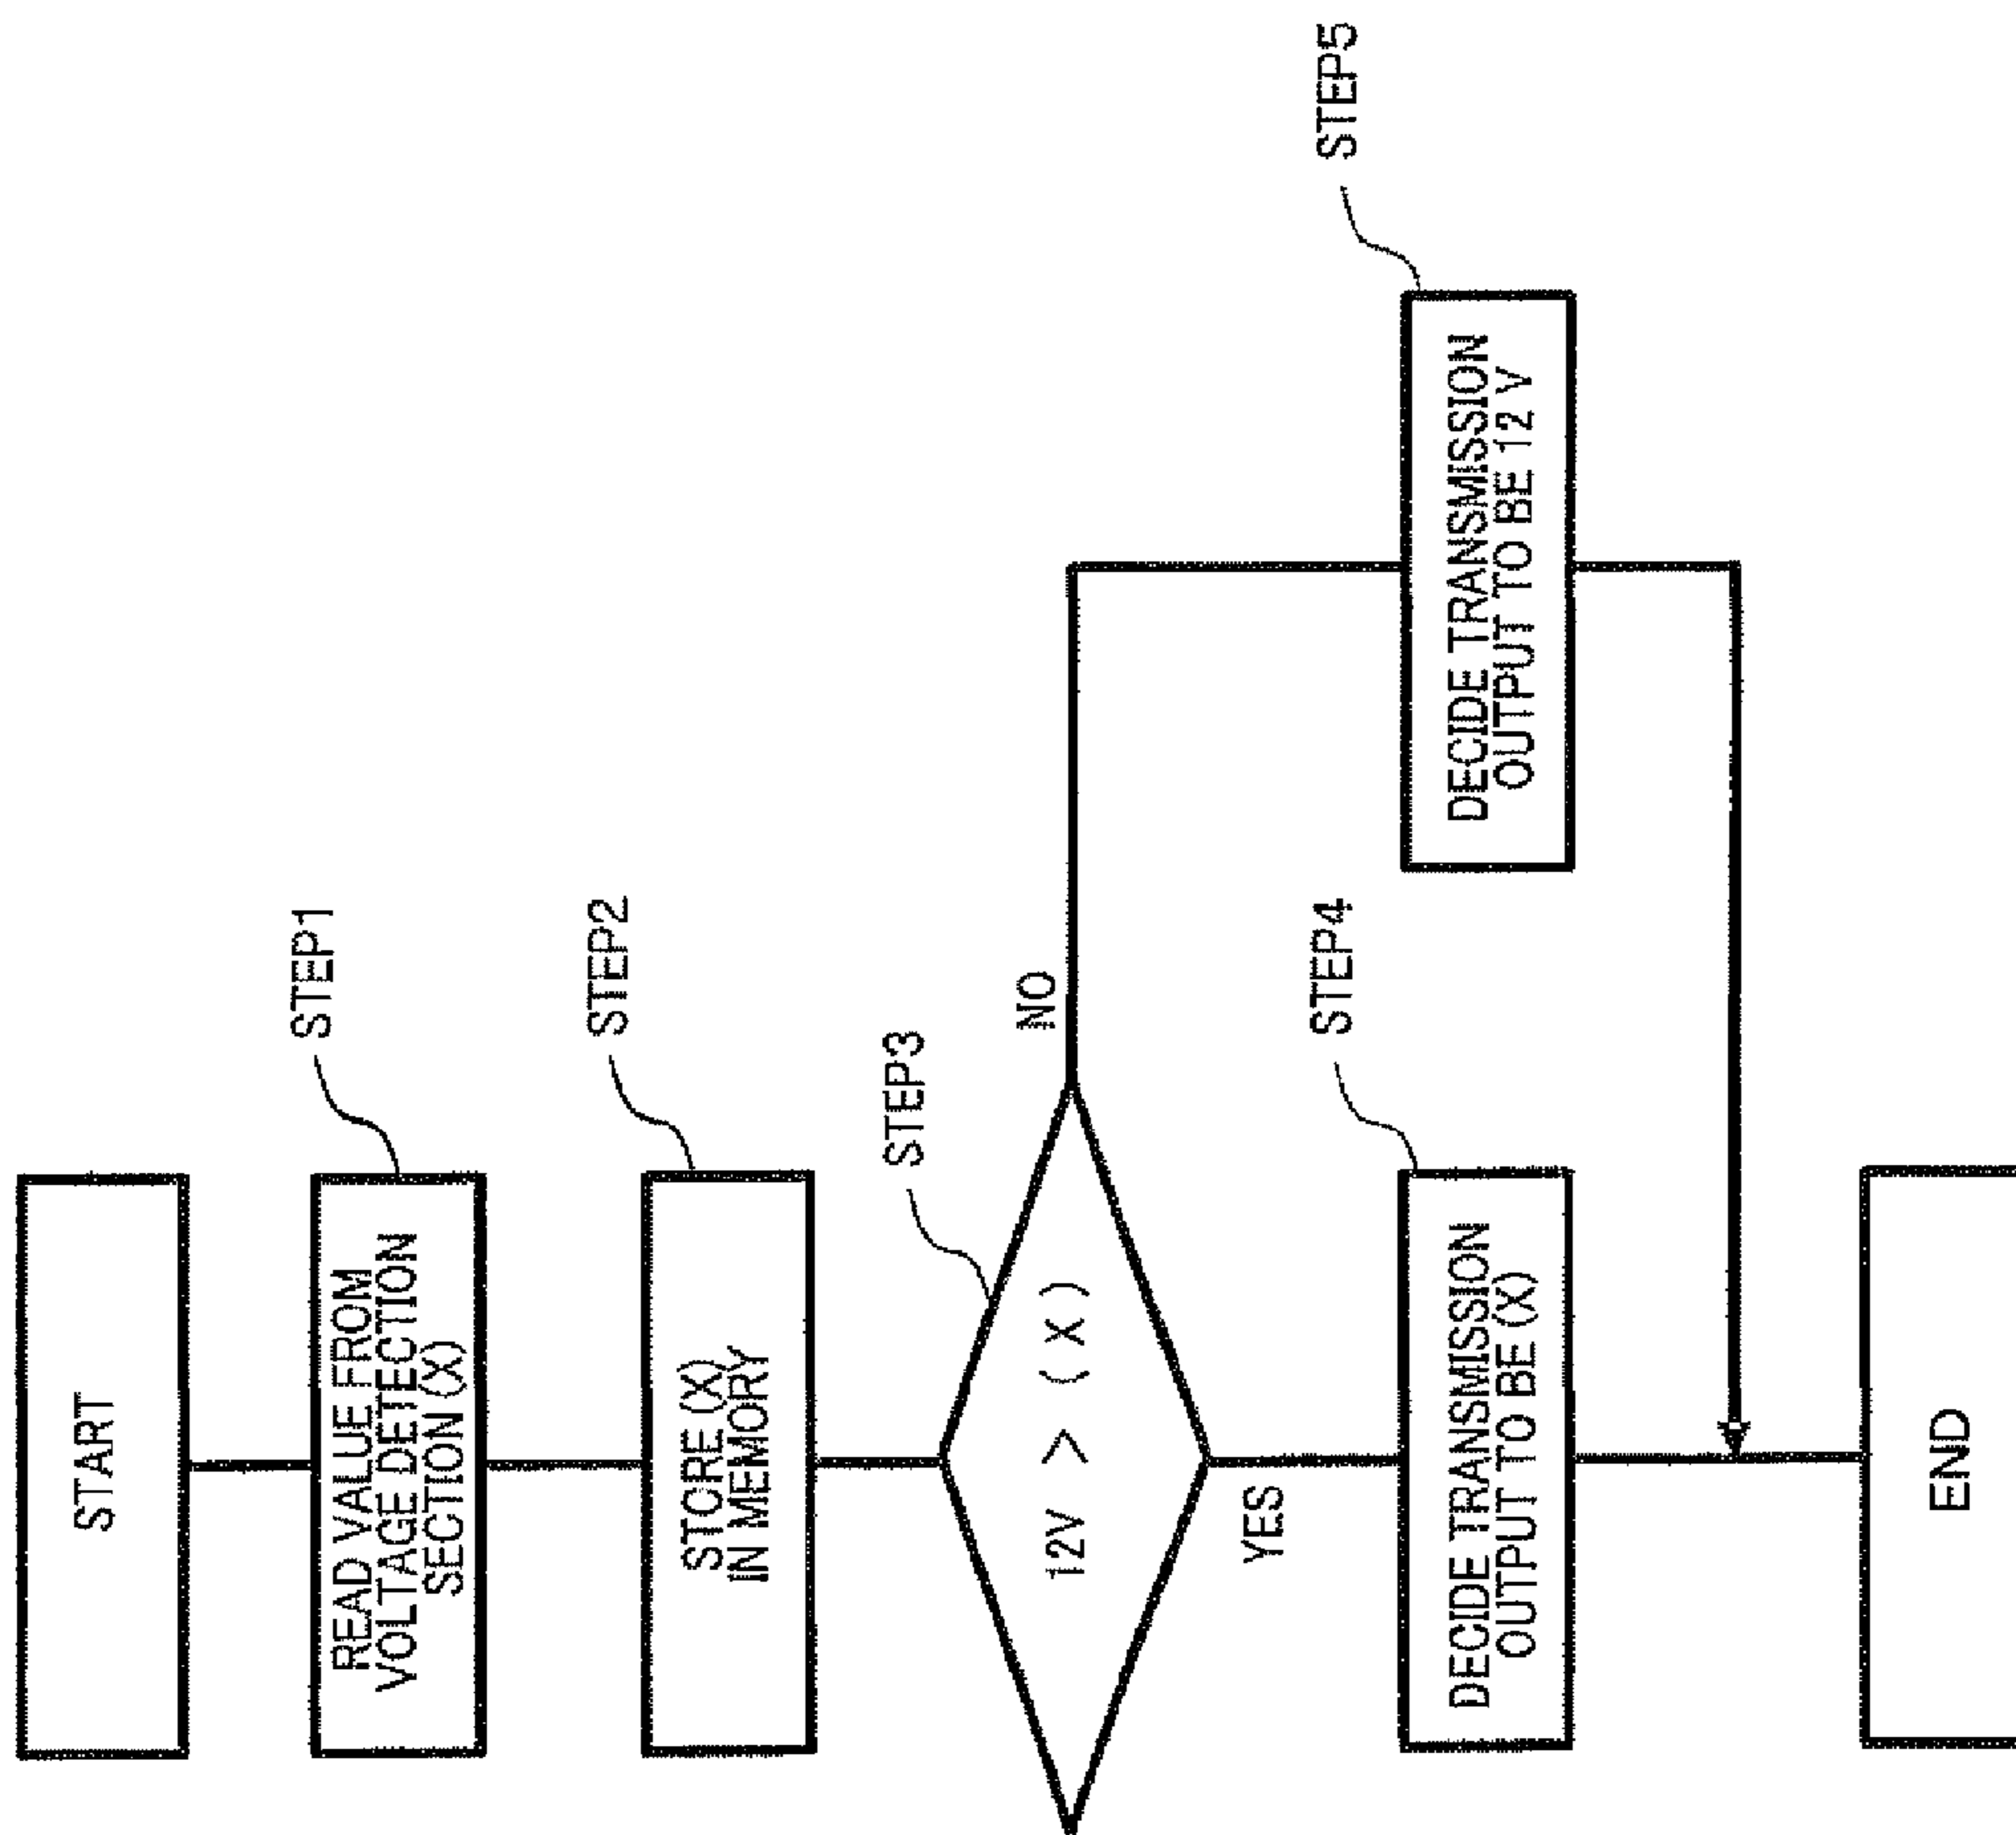 START
STEP1
READ VALUE FROM
VOLTAGE DETECTION
SECTION (X)
STEP2
STORE (X)
IN MEMORY
STEP3
12V > (X)
NO
YES
STEP4
DECIDE TRANSMISSION
OUTPUT TO BE (X)
STEP5
DECIDE TRANSMISSION
OUTPUT TO BE 12 V
END